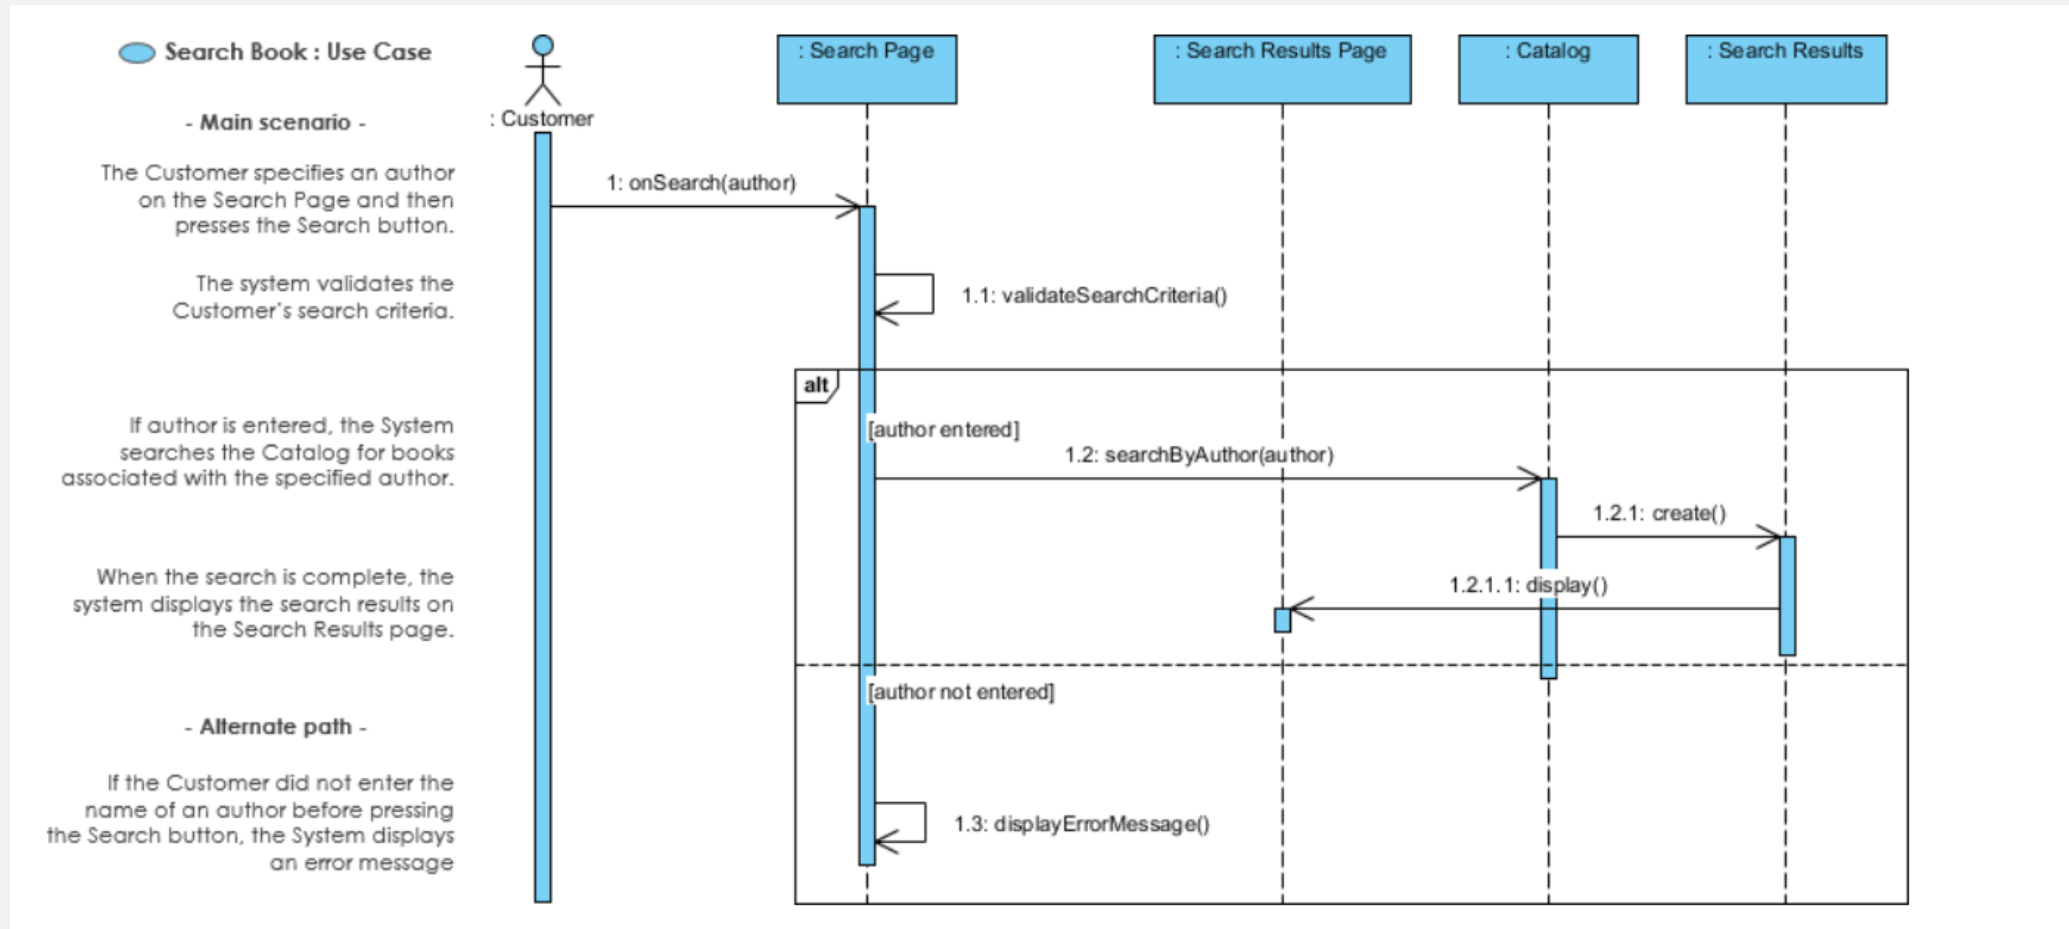 Search Book : Use Case
- Main scenario -
The Customer specifies an author
on the Search Page and then
presses the Search button.
The system validates the
Customer's search criteria.
If author is entered, the System
searches the Catalog for books
associated with the specified author.
When the search is complete, the
system displays the search results on
the Search Results page.
- Alternate path -
If the Customer did not enter the
name of an author before pressing
the Search button, the System displays
an error message
: Customer
: Search Page
: Search Results Page
: Catalog
: Search Results
1: onSearch(author)
1.1: validateSearchCriteria()
alt
[author entered]
1.2: searchByAuthor(author)
1.2.1: create()
1.2.1.1: display()
[author not entered]
1.3: displayErrorMessage()